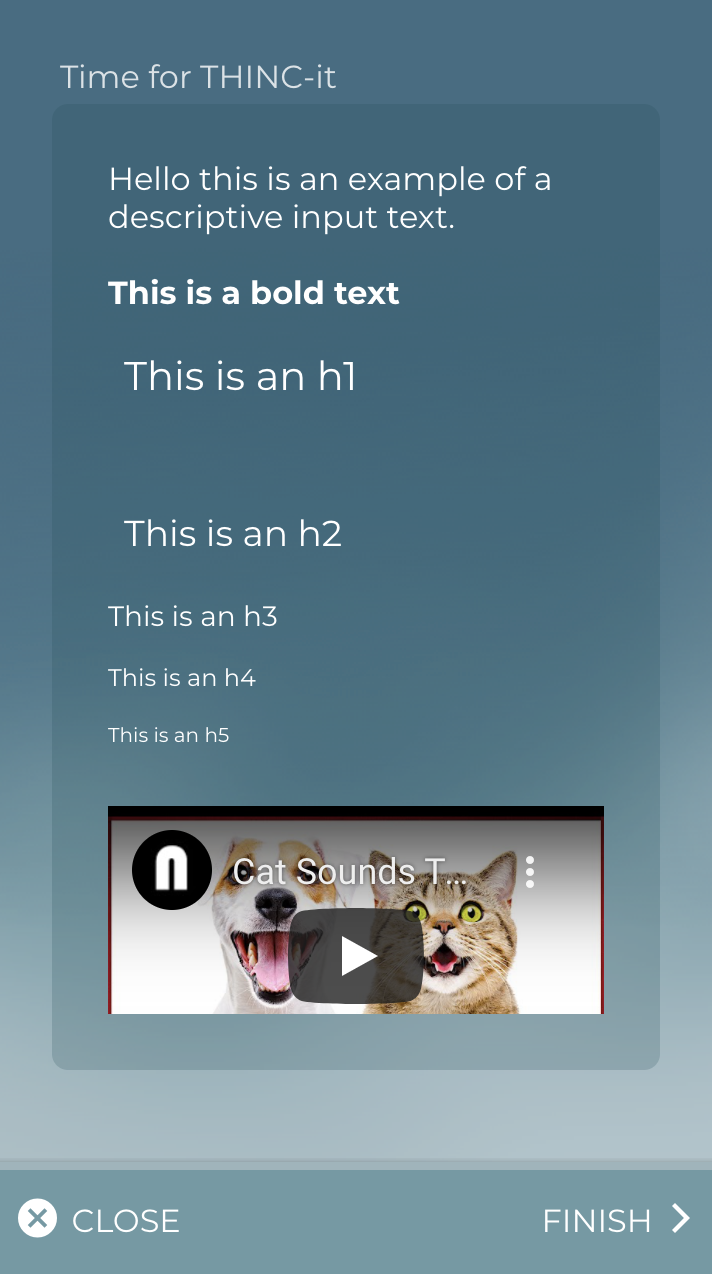 Time for THINC-it
Hello this is an example of a
descriptive input text.
This is a bold text
This is an h1
This is an h2
This is an h3
This is an h4
This is an h5
Cat Sounds T...
CLOSE
FINISH